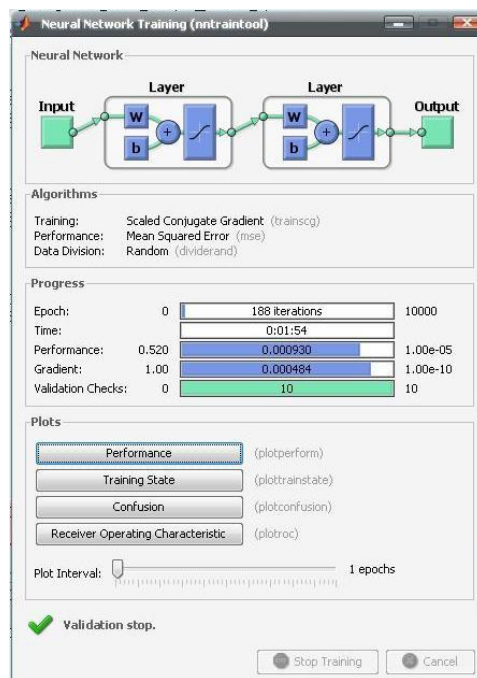 Neural Network Training (nntraintool)
Neural Network
Layer Layer
Input Output
W W
+ +
b b
Algorithms
Training: Scaled Conjugate Gradient (trainscg)
Performance: Mean Squared Error (mse)
Data Division: Random (dividerand)
Progress
Epoch: 0 188 iterations 10000
Time: 0:01:54
Performance: 0.520 0.000930 1.00e-05
Gradient: 1.00 0.000484 1.00e-10
Validation Checks: 0 10 10
Plots
Performance (plotperform)
Training State (plottrainstate)
Confusion (plotconfusion)
Receiver Operating Characteristic (plotroc)
Plot Interval: 1 epochs
Validation stop.
Stop Training Cancel